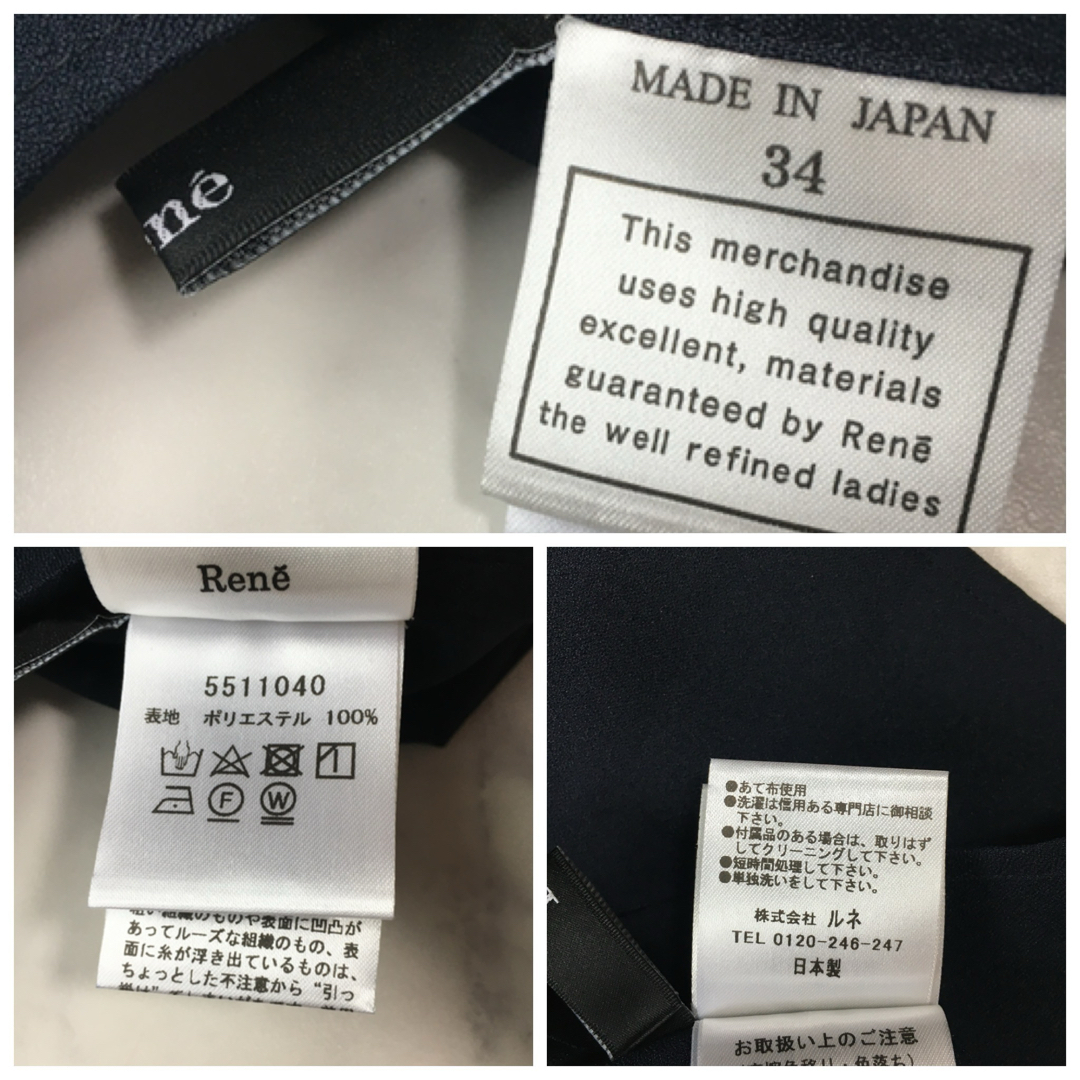 MADE IN JAPAN
34
This merchandise
uses high quality
excellent, materials
guaranteed by Renē
the well refined ladies
Renĕ
5511040
表地 ポリエステル 100%
F W
粗い組織のものや表面に凹凸が
あってルーズな組織のもの、表
面に糸が浮き出ているものは、
ちょっとした不注意から“引っ
●あて布使用
●洗濯は信用ある専門店に御相談
下さい。
●付属品のある場合は、取りはず
してクリーニングして下さい。
●短時間処理して下さい。
●単独洗いをして下さい。
株式会社 ルネ
TEL 0120-246-247
日本製
お取扱い上のご注意